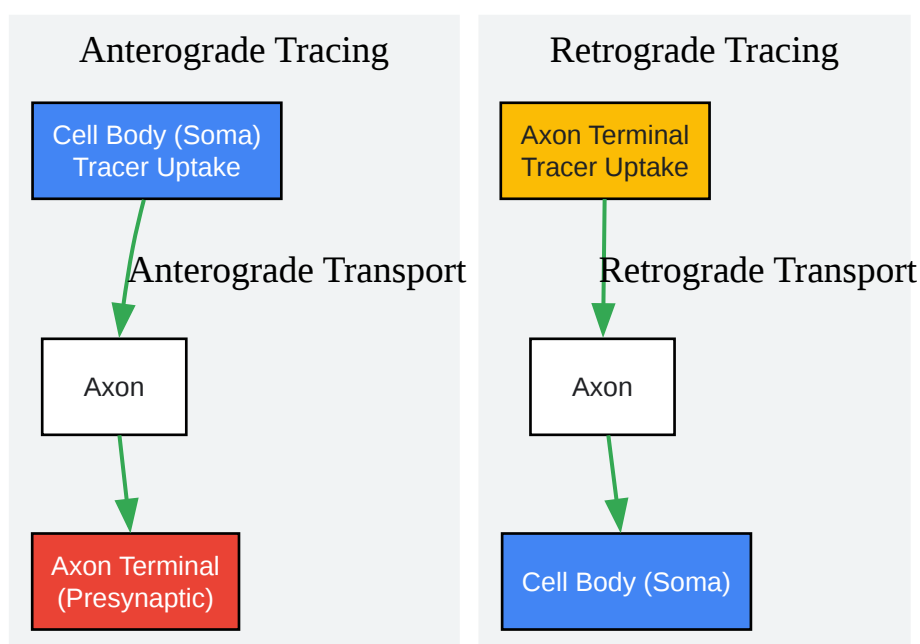 Anterograde Tracing
Cell Body (Soma)
Tracer Uptake
Anterograde Transport
Axon
Axon Terminal
(Presynaptic)
Retrograde Tracing
Axon Terminal
Tracer Uptake
Retrograde Transport
Axon
Cell Body (Soma)